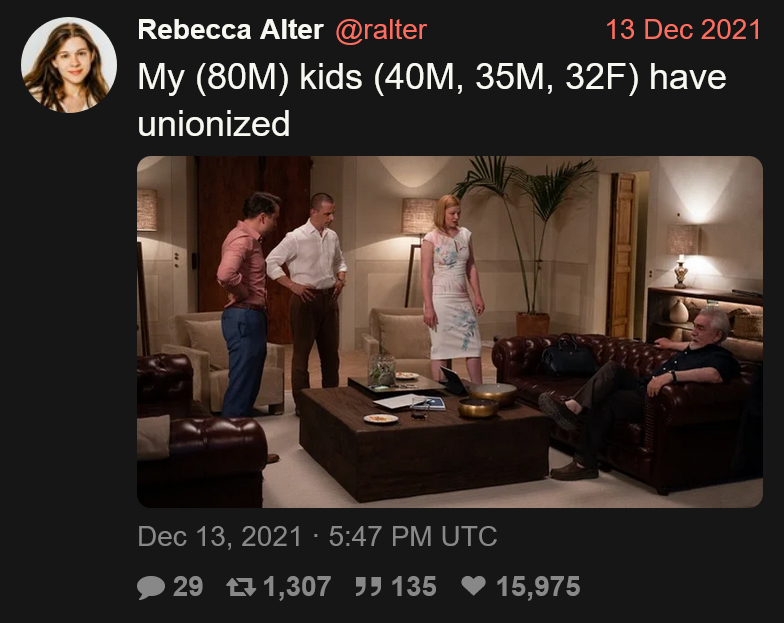 Rebecca Alter @ralter 13 Dec 2021
My (80M) kids (40M, 35M, 32F) have
unionized
Dec 13, 2021 · 5:47 PM UTC
29 1,307 135 15,975